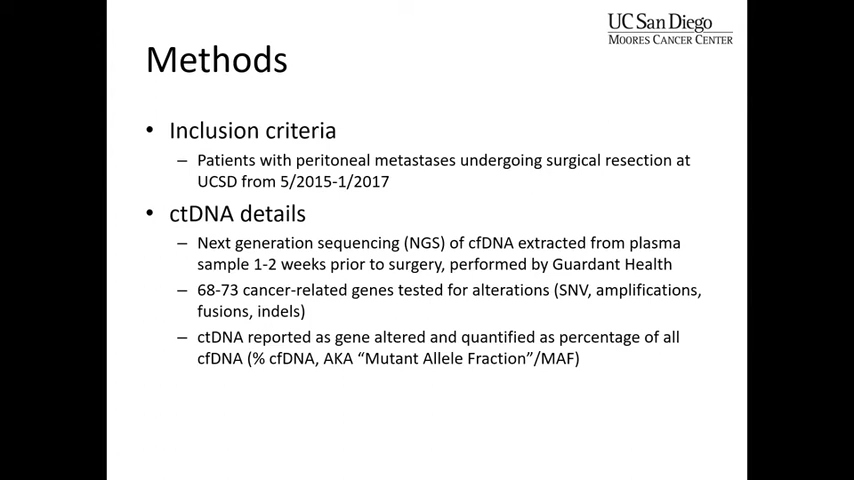 UC San Diego
MOORES CANCER CENTER
Methods
• Inclusion criteria
– Patients with peritoneal metastases undergoing surgical resection at
UCSD from 5/2015-1/2017
• ctDNA details
– Next generation sequencing (NGS) of cfDNA extracted from plasma
sample 1-2 weeks prior to surgery, performed by Guardant Health
– 68-73 cancer-related genes tested for alterations (SNV, amplifications,
fusions, indels)
– ctDNA reported as gene altered and quantified as percentage of all
cfDNA (% cfDNA, AKA “Mutant Allele Fraction”/MAF)